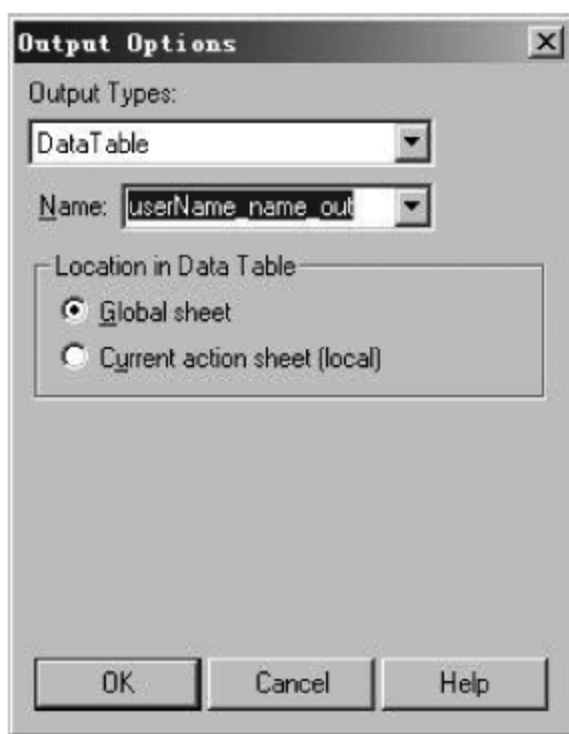 Output Options
Output Types:
DataTable
Name: userName_name_out
Location in Data Table
Global sheet
Current action sheet (local)
OK Cancel Help